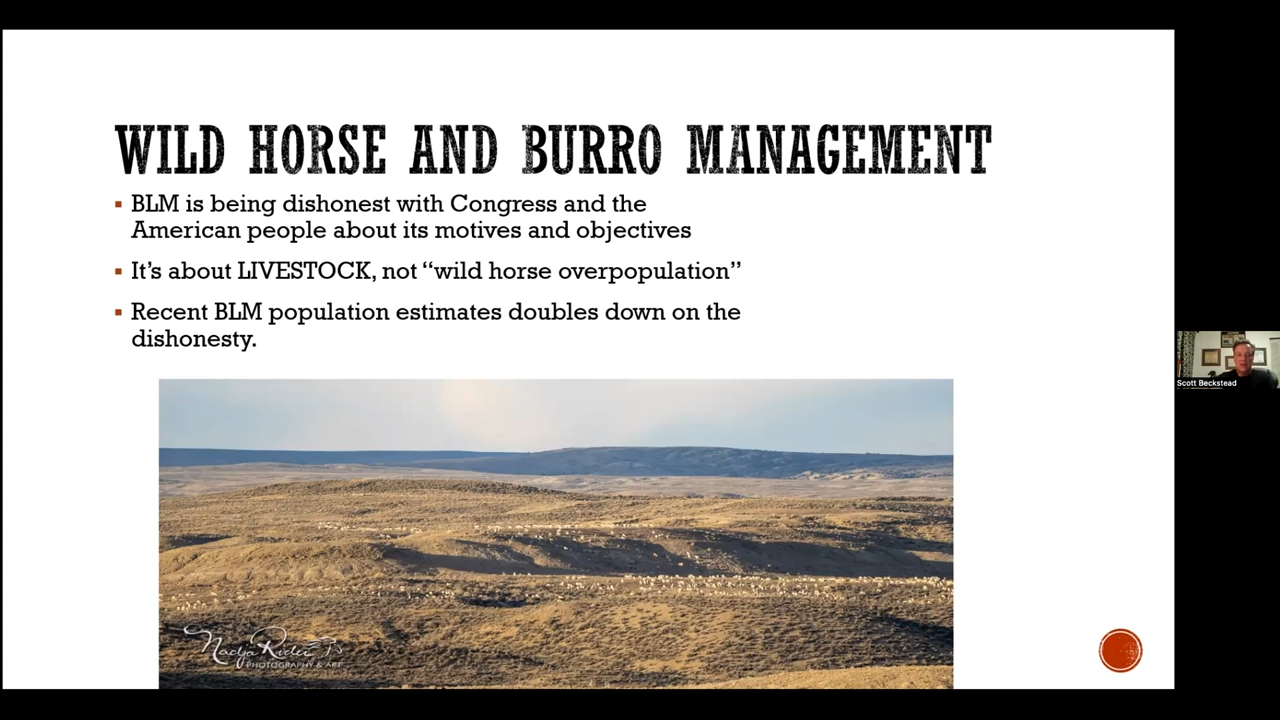 WILD HORSE AND BURRO MANAGEMENT
▪ BLM is being dishonest with Congress and the
American people about its motives and objectives
▪ It's about LIVESTOCK, not “wild horse overpopulation”
▪ Recent BLM population estimates doubles down on the
dishonesty.
Scott Beckstead
Nadja Rider
PHOTOGRAPHY & ART